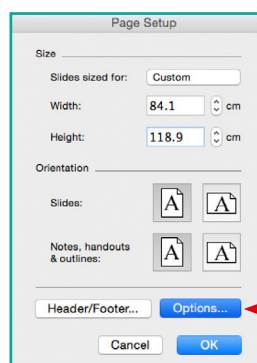 Page Setup
Size
Slides sized for: Custom
Width: 84.1 cm
Height: 118.9 cm
Orientation
Slides: A A
Notes, handouts
& outlines: A A
Header/Footer... Options...
Cancel OK